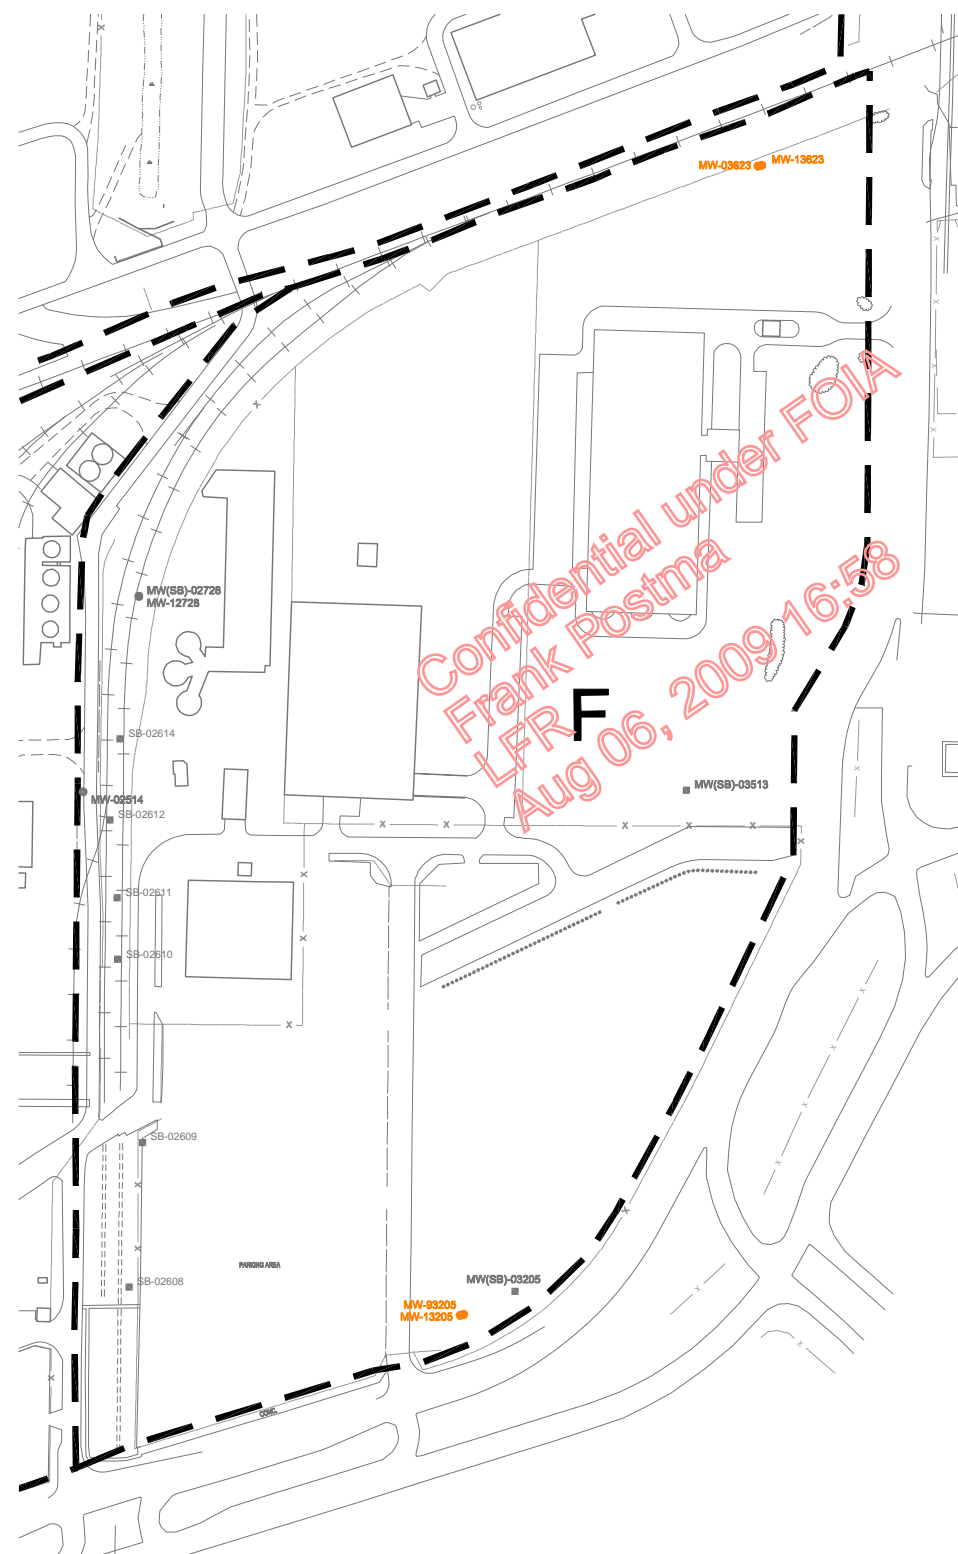 MW-03623
MW-13623
MW(SB)-02728
MW-12728
SB-02614
MW-02514
SB-02612
SB-02611
SB-02610
MW(SB)-03513
F
Confidential under FOIA
Frank Postma
LFR
Aug 06, 2009 16:58
SB-02609
PARKING AREA
SB-02608
MW(SB)-03205
MW-93205
MW-13205
CONC.